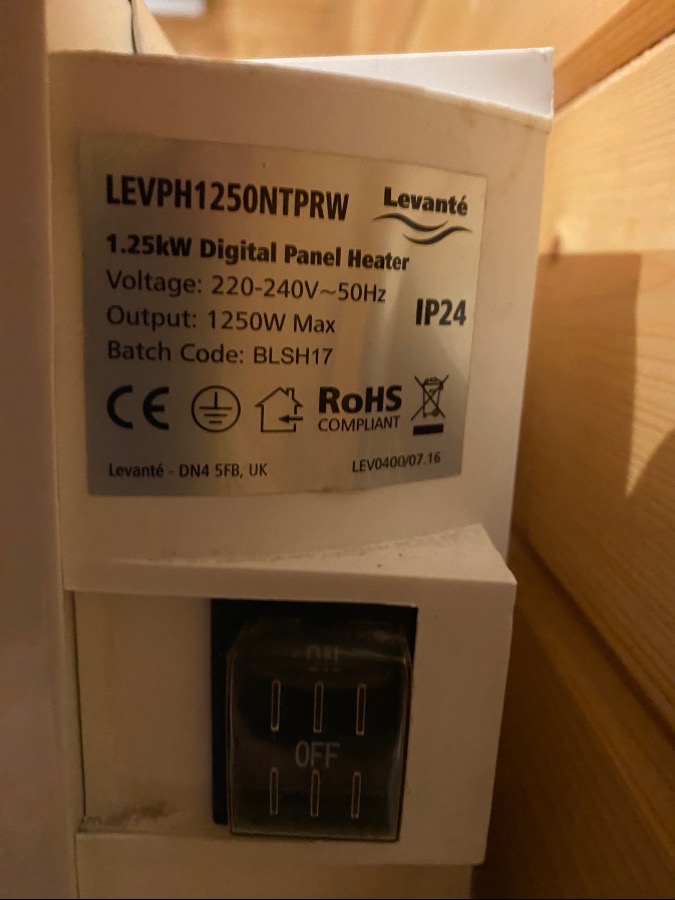 LEVPH1250NTPRW
Levanté
1.25kW Digital Panel Heater
Voltage: 220-240V~50Hz
Output: 1250W Max
IP24
Batch Code: BLSH17
CE
RoHS
COMPLIANT
Levanté - DN4 5FB, UK
LEV0400/07.16
ON
OFF